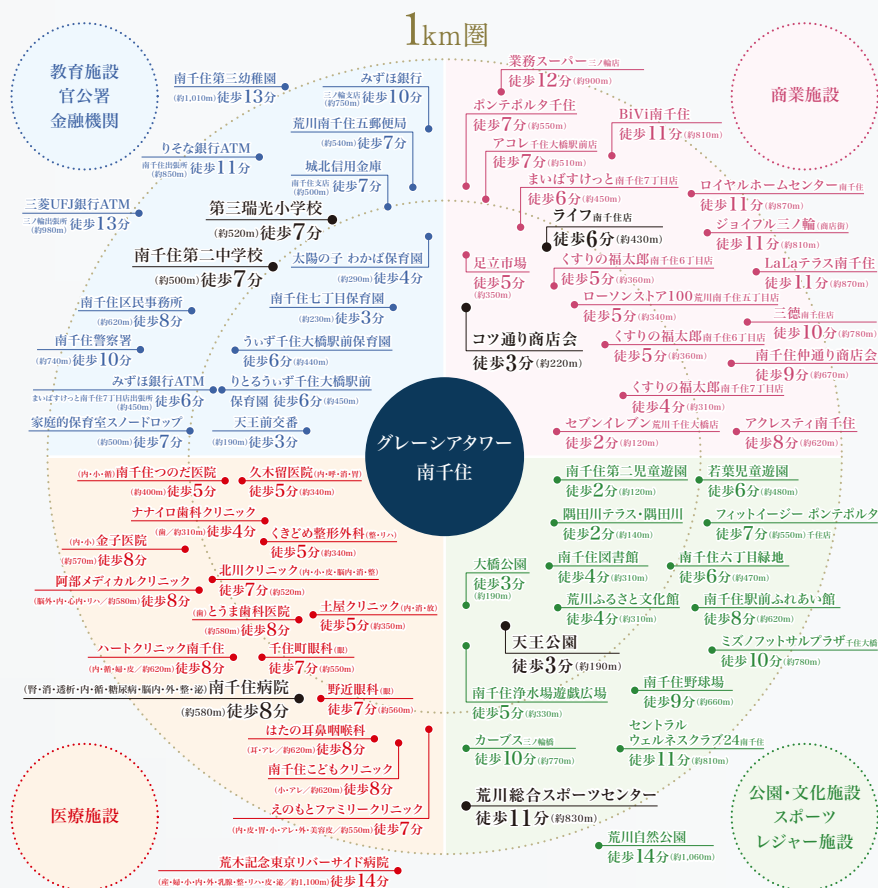 1km圏
教育施設
官公署
金融機関
南千住第三幼稚園
(約1,010m) 徒歩13分
みずほ銀行
三ノ輪支店
(約750m) 徒歩10分
荒川南千住五郵便局
(約540m) 徒歩7分
りそな銀行ATM
南千住出張所
(約850m) 徒歩11分
城北信用金庫
南千住支店
(約500m) 徒歩7分
三菱UFJ銀行ATM
三ノ輪出張所
(約980m) 徒歩13分
第三瑞光小学校
(約520m) 徒歩7分
南千住第二中学校
(約500m) 徒歩7分
太陽の子 わかば保育園
(約290m) 徒歩4分
南千住区民事務所
(約620m) 徒歩8分
南千住七丁目保育園
(約230m) 徒歩3分
南千住警察署
(約740m) 徒歩10分
うぃず千住大橋駅前保育園
徒歩6分(約440m)
みずほ銀行ATM
まいばすけっと南千住7丁目店出張所
(約450m) 徒歩6分
りとるうぃず千住大橋駅前
保育園 徒歩6分(約450m)
家庭的保育室スノードロップ
(約500m) 徒歩7分
天王前交番
(約190m) 徒歩3分
商業施設
業務スーパー三ノ輪店
徒歩12分(約900m)
ポンテポルタ千住
徒歩7分(約550m)
BiVi南千住
徒歩11分(約810m)
アコレ千住大橋駅前店
徒歩7分(約510m)
まいばすけっと南千住7丁目店
徒歩6分(約450m)
ロイヤルホームセンター南千住
徒歩11分(約870m)
ライフ南千住店
徒歩6分(約430m)
ジョイフル三ノ輪(商店街)
徒歩11分(約810m)
足立市場
徒歩5分
(約350m)
くすりの福太郎南千住6丁目店
徒歩5分(約360m)
LaLaテラス南千住
徒歩11分(約870m)
ローソンストア100荒川南千住五丁目店
徒歩5分(約340m)
三徳南千住店
徒歩10分(約780m)
コツ通り商店会
徒歩3分(約220m)
くすりの福太郎南千住6丁目店
徒歩5分(約360m)
南千住仲通り商店会
徒歩9分(約670m)
くすりの福太郎南千住7丁目店
徒歩4分(約310m)
セブンイレブン荒川千住大橋店
徒歩2分(約120m)
アクレスティ南千住
徒歩8分(約620m)
グレーシアタワー
南千住
(内・小・循)南千住つのだ医院
(約400m) 徒歩5分
久木留医院(内・呼・消・胃)
徒歩5分(約340m)
ナナイロ歯科クリニック
(歯/約310m) 徒歩4分
(内・小)金子医院
(約570m) 徒歩8分
くきどめ整形外科(整・リハ)
徒歩5分(約340m)
阿部メディカルクリニック
(脳外・内・心内・リハ/約580m) 徒歩8分
北川クリニック(内・小・皮・脳内・消・整)
徒歩7分(約520m)
(歯)とうま歯科医院
(約580m) 徒歩8分
土屋クリニック(内・消・放)
徒歩5分(約350m)
ハートクリニック南千住
(内・循・婦・皮/約620m) 徒歩8分
千住町眼科(眼)
徒歩7分(約550m)
(腎・消・透析・内・循・糖尿病・脳内・外・整・泌)南千住病院
(約580m) 徒歩8分
野近眼科(眼)
徒歩7分(約560m)
はたの耳鼻咽喉科
(耳・アレ/約620m) 徒歩8分
南千住こどもクリニック
(小・アレ/約620m) 徒歩8分
えのもとファミリークリニック
(内・皮・胃・小・アレ・外・美容皮/約550m) 徒歩7分
荒木記念東京リバーサイド病院
(産・婦・小・内・外・乳腺・整・リハ・皮・泌/約1,100m) 徒歩14分
医療施設
南千住第二児童遊園
徒歩2分(約120m)
若葉児童遊園
徒歩6分(約480m)
隅田川テラス・隅田川
徒歩2分(約140m)
フィットイージー ポンテポルタ
徒歩7分(約550m)千住店
大橋公園
徒歩3分
(約190m)
南千住図書館
徒歩4分(約310m)
南千住六丁目緑地
徒歩6分(約470m)
荒川ふるさと文化館
徒歩4分(約310m)
南千住駅前ふれあい館
徒歩8分(約620m)
天王公園
徒歩3分(約190m)
ミズノフットサルプラザ千住大橋
徒歩10分(約780m)
南千住浄水場遊戯広場
徒歩5分(約330m)
南千住野球場
徒歩9分(約660m)
カーブス三ノ輪橋
徒歩10分(約770m)
セントラル
ウェルネスクラブ24南千住
徒歩11分(約810m)
荒川総合スポーツセンター
徒歩11分(約830m)
荒川自然公園
徒歩14分(約1,060m)
公園・文化施設
スポーツ
レジャー施設